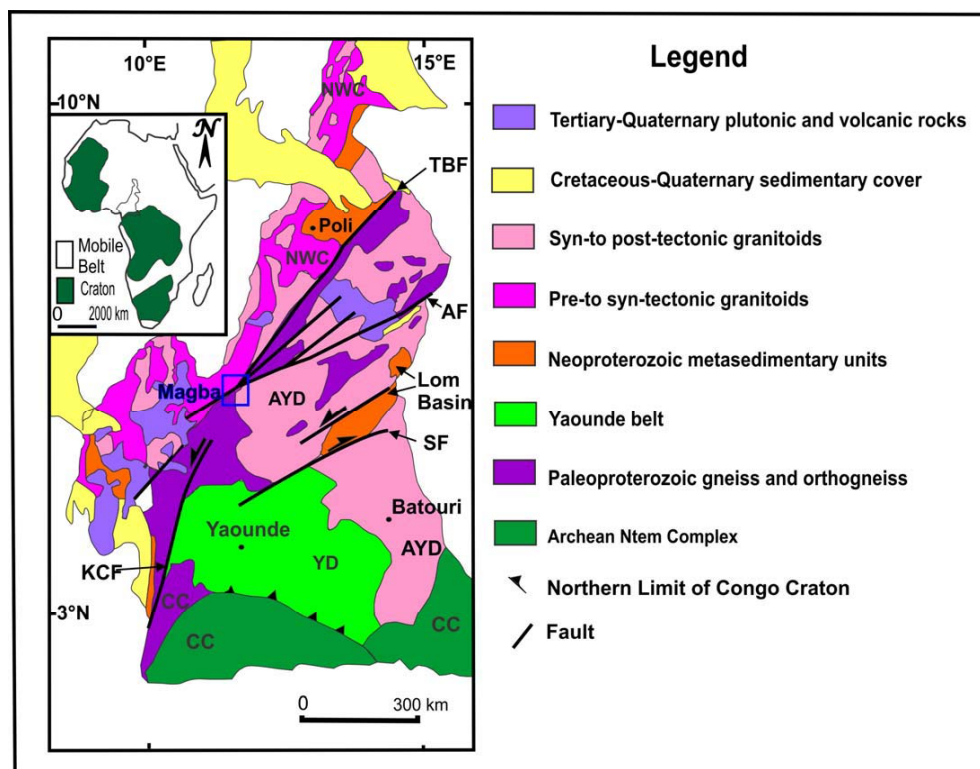 10°E
15°E
10°N
NWC
N
Mobile
Belt
Craton
0
2000 km
TBF
Poli
NWC
AF
Magba
AYD
Lom
Basin
SF
Batouri
Yaounde
YD
AYD
KCF
CC
3°N
CC
CC
0
300 km
Legend
Tertiary-Quaternary plutonic and volcanic rocks
Cretaceous-Quaternary sedimentary cover
Syn-to post-tectonic granitoids
Pre-to syn-tectonic granitoids
Neoproterozoic metasedimentary units
Yaounde belt
Paleoproterozoic gneiss and orthogneiss
Archean Ntem Complex
Northern Limit of Congo Craton
Fault